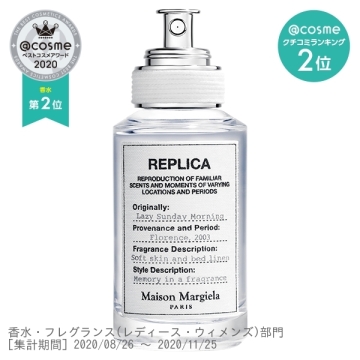 @cosme
ベストコスメアワード
2020
香水
第2位
@cosme
クチコミランキング
2位
REPLICA
REPRODUCTION OF FAMILIAR
SCENTS AND MOMENTS OF VARYING
LOCATIONS AND PERIODS
Originally:
Lazy Sunday Morning
Provenance and Period:
Florence, 2003
Fragrance Description:
Soft skin and bed linen
Style Description:
Memory in a fragrance
Maison Margiela
PARIS
香水・フレグランス(レディース・ウィメンズ)部門
[集計期間] 2020/08/26 ～ 2020/11/25